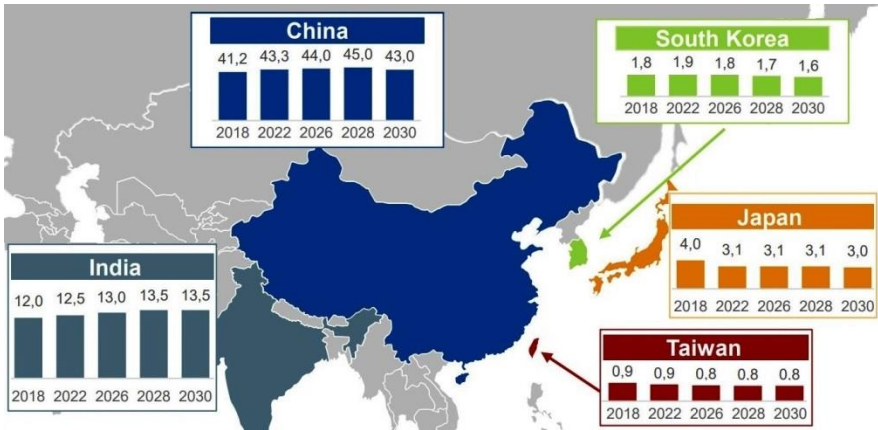 China
41,2 43,3 44,0 45,0 43,0
2018 2022 2026 2028 2030
South Korea
1,8 1,9 1,8 1,7 1,6
2018 2022 2026 2028 2030
Japan
4,0 3,1 3,1 3,1 3,0
2018 2022 2026 2028 2030
India
12,0 12,5 13,0 13,5 13,5
2018 2022 2026 2028 2030
Taiwan
0,9 0,9 0,8 0,8 0,8
2018 2022 2026 2028 2030